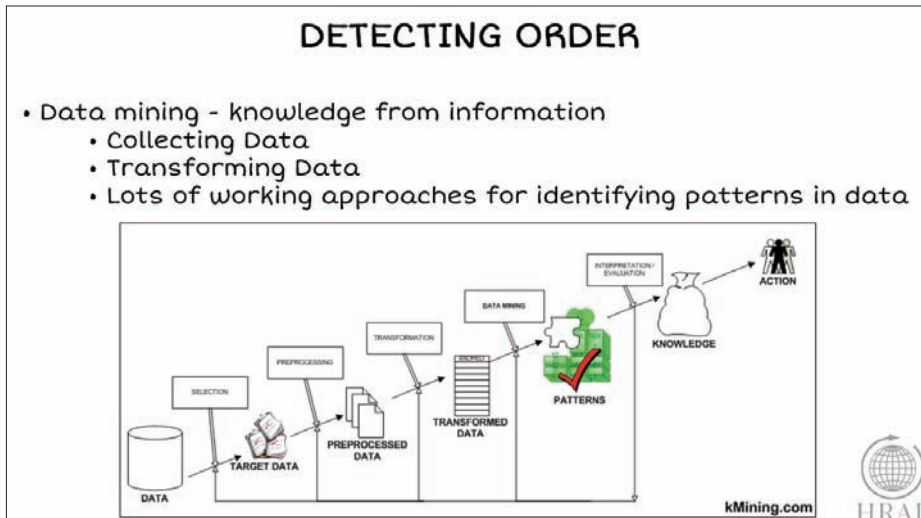 DETECTING ORDER
• Data mining - knowledge from information
• Collecting Data
• Transforming Data
• Lots of working approaches for identifying patterns in data
SELECTION
PREPROCESSING
TRANSFORMATION
DATA MINING
INTERPRETATION /
EVALUATION
DATA
TARGET DATA
PREPROCESSED
DATA
TRANSFORMED
DATA
PATTERNS
KNOWLEDGE
ACTION
kMining.com
HRAF